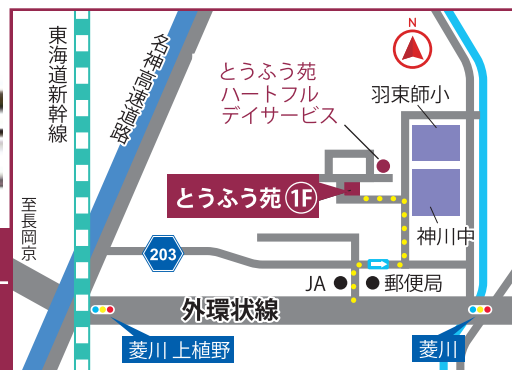 東海道新幹線
名神高速道路
N
とうふう苑
ハートフル
デイサービス
羽束師小
とうふう苑 1F
神川中
至長岡京
203
JA
郵便局
外環状線
菱川 上植野
菱川